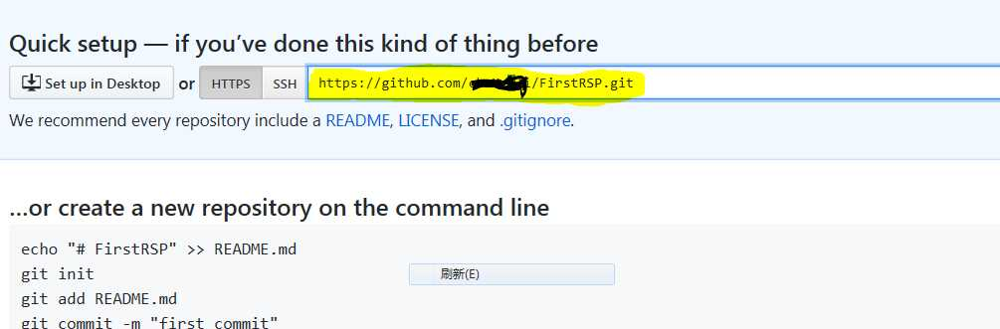 Quick setup — if you’ve done this kind of thing before
Set up in Desktop or HTTPS SSH https://github.com/ /FirstRSP.git
We recommend every repository include a README, LICENSE, and .gitignore.
…or create a new repository on the command line
echo "# FirstRSP" >> README.md
git init
刷新(E)
git add README.md
git commit -m "first commit"